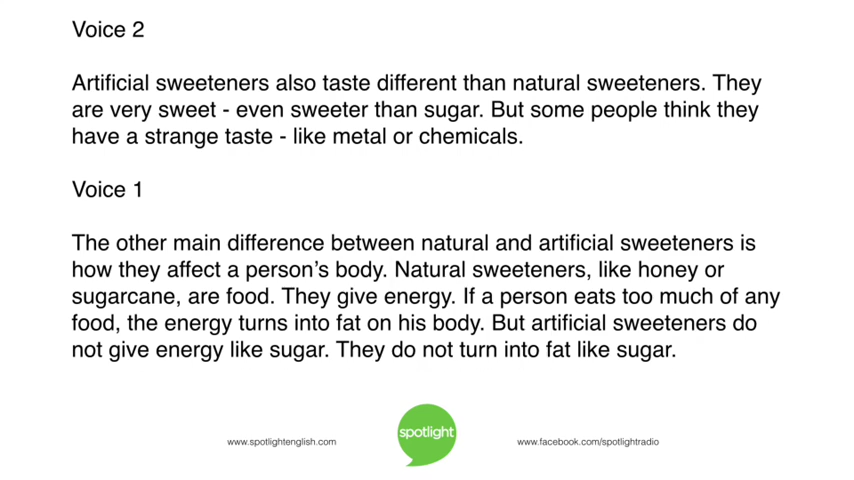 Voice 2
Artificial sweeteners also taste different than natural sweeteners. They
are very sweet - even sweeter than sugar. But some people think they
have a strange taste - like metal or chemicals.
Voice 1
The other main difference between natural and artificial sweeteners is
how they affect a person's body. Natural sweeteners, like honey or
sugarcane, are food. They give energy. If a person eats too much of any
food, the energy turns into fat on his body. But artificial sweeteners do
not give energy like sugar. They do not turn into fat like sugar.
www.spotlightenglish.com
spotlight
www.facebook.com/spotlightradio